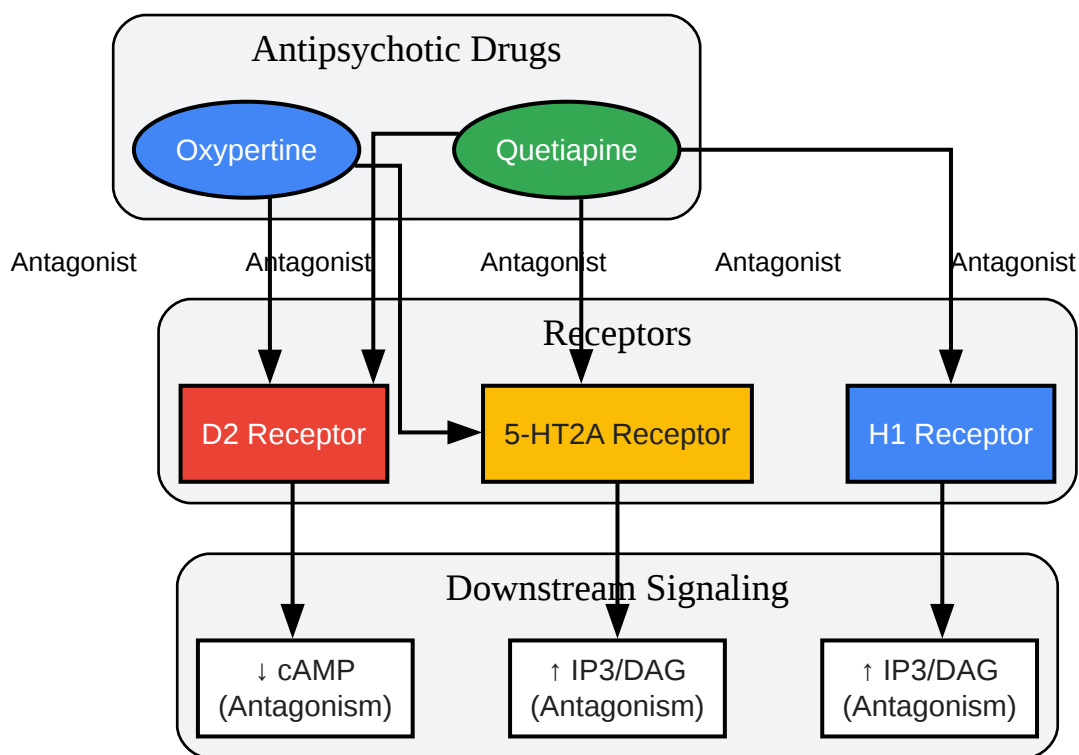 Antipsychotic Drugs
Oxypertine
Quetiapine
Antagonist
Antagonist
Antagonist
Antagonist
Antagonist
Receptors
D2 Receptor
5-HT2A Receptor
H1 Receptor
Downstream Signaling
↓ cAMP
(Antagonism)
↑ IP3/DAG
(Antagonism)
↑ IP3/DAG
(Antagonism)